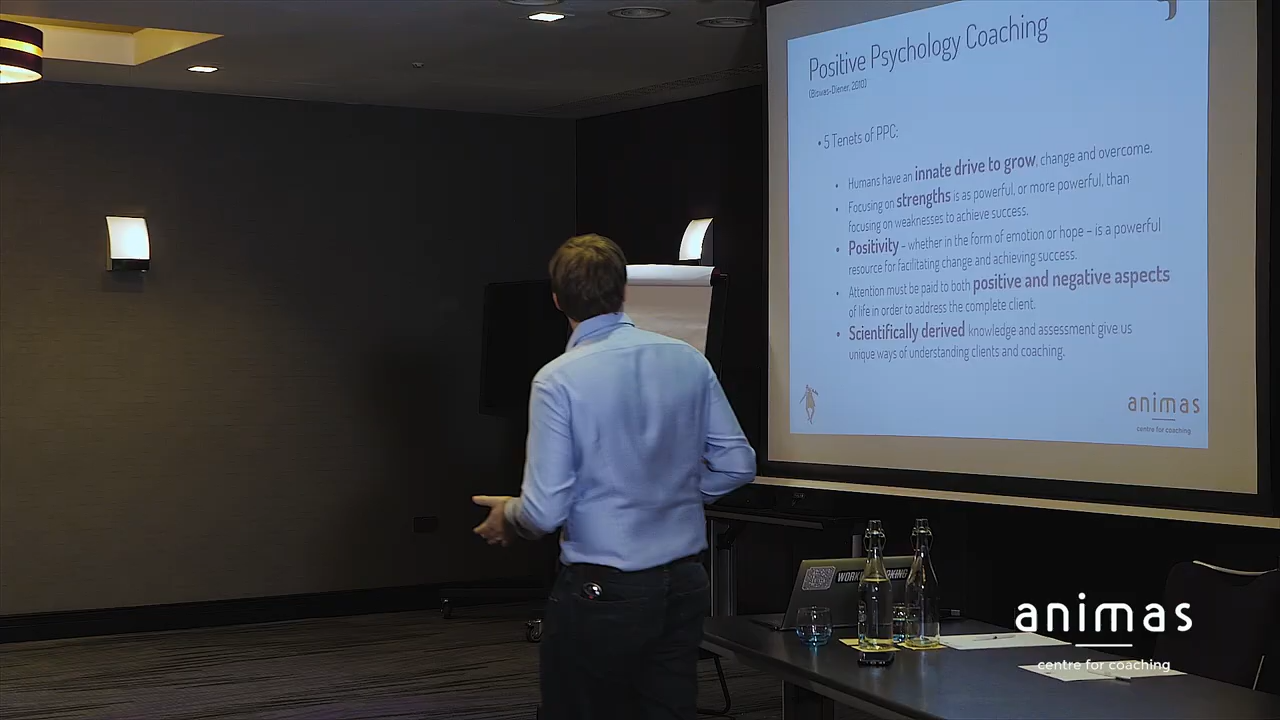 Positive Psychology Coaching
(Biswas-Diener, 2010)
• 5 Tenets of PPC:
• Humans have an innate drive to grow, change and overcome.
• Focusing on strengths is as powerful, or more powerful, than
focusing on weaknesses to achieve success.
• Positivity – whether in the form of emotion or hope – is a powerful
resource for facilitating change and achieving success.
• Attention must be paid to both positive and negative aspects
of life in order to address the complete client.
• Scientifically derived knowledge and assessment give us
unique ways of understanding clients and coaching.
animas
centre for coaching
animas
centre for coaching